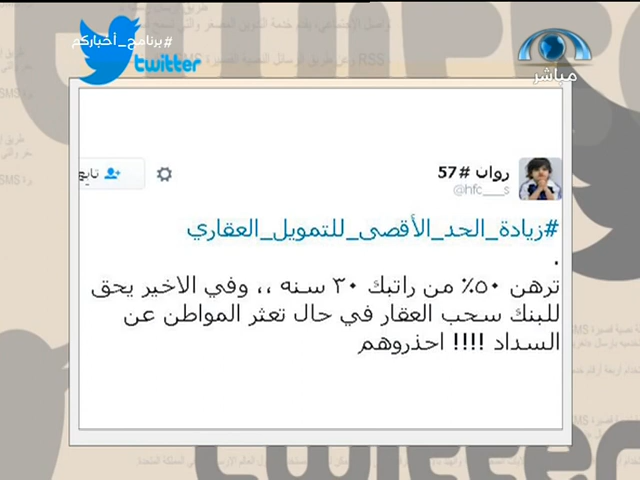 #برنامج_أخباركم
twitter
مباشر
روان #57
@hfc___s
تابع
#زيادة_الحد_الأقصى_للتمويل_العقاري
.
ترهن ٥٠٪ من راتبك ٣٠ سنه ،، وفي الاخير يحق
للبنك سحب العقار في حال تعثر المواطن عن
السداد !!!! احذروهم